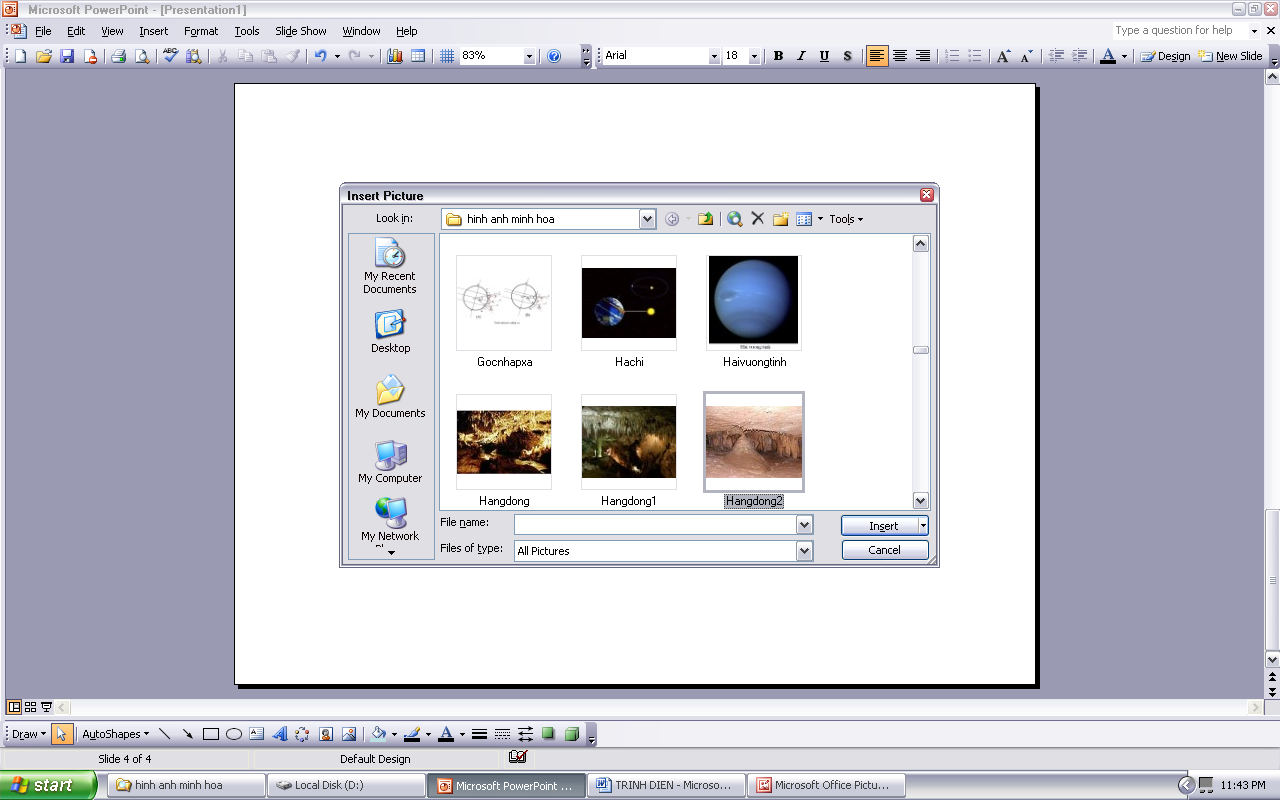 Microsoft PowerPoint - [Presentation1]
File Edit View Insert Format Tools Slide Show Window Help
Type a question for help
83% Arial 18 B I U S A A A Design New Slide
Insert Picture
Look in: hinh anh minh hoa Tools
My Recent
Documents
Desktop
My Documents
My Computer
My Network
Gocnhapxa Hachi Haivuongtinh
Hangdong Hangdong1 Hangdong2
File name: Insert
Files of type: All Pictures Cancel
Draw AutoShapes A
Slide 4 of 4 Default Design
start hinh anh minh hoa Local Disk (D:) Microsoft PowerPoint ... TRINH DIEN - Microso... Microsoft Office Pictu... 11:43 PM